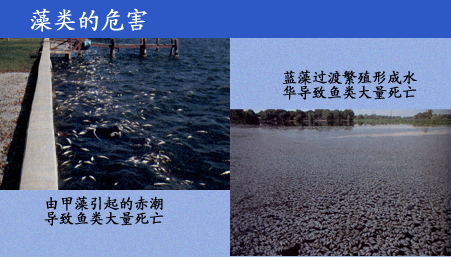 藻类的危害
蓝藻过渡繁殖形成水
华导致鱼类大量死亡
由甲藻引起的赤潮
导致鱼类大量死亡